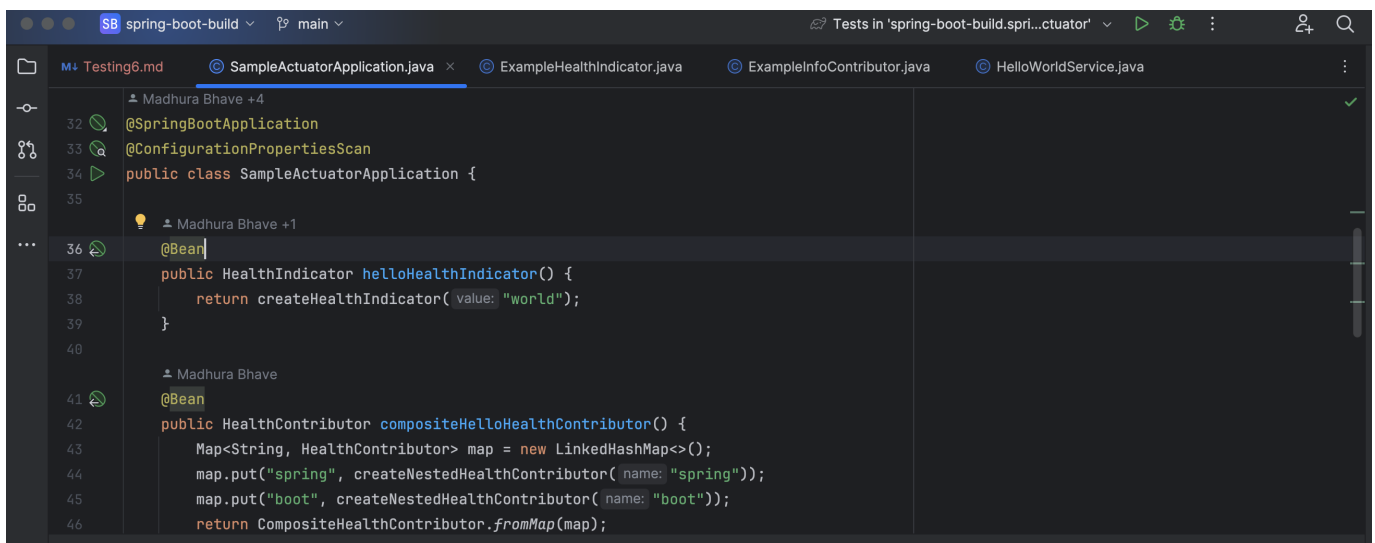 SB spring-boot-build main Tests in 'spring-boot-build.spri...ctuator'
M↓ Testing6.md © SampleActuatorApplication.java × © ExampleHealthIndicator.java © ExampleInfoContributor.java © HelloWorldService.java
Madhura Bhave +4
32 @SpringBootApplication
33 @ConfigurationPropertiesScan
34 public class SampleActuatorApplication {
35
Madhura Bhave +1
36 @Bean
37 public HealthIndicator helloHealthIndicator() {
38 return createHealthIndicator( value: "world");
39 }
40
Madhura Bhave
41 @Bean
42 public HealthContributor compositeHelloHealthContributor() {
43 Map<String, HealthContributor> map = new LinkedHashMap<>();
44 map.put("spring", createNestedHealthContributor( name: "spring"));
45 map.put("boot", createNestedHealthContributor( name: "boot"));
46 return CompositeHealthContributor.fromMap(map);